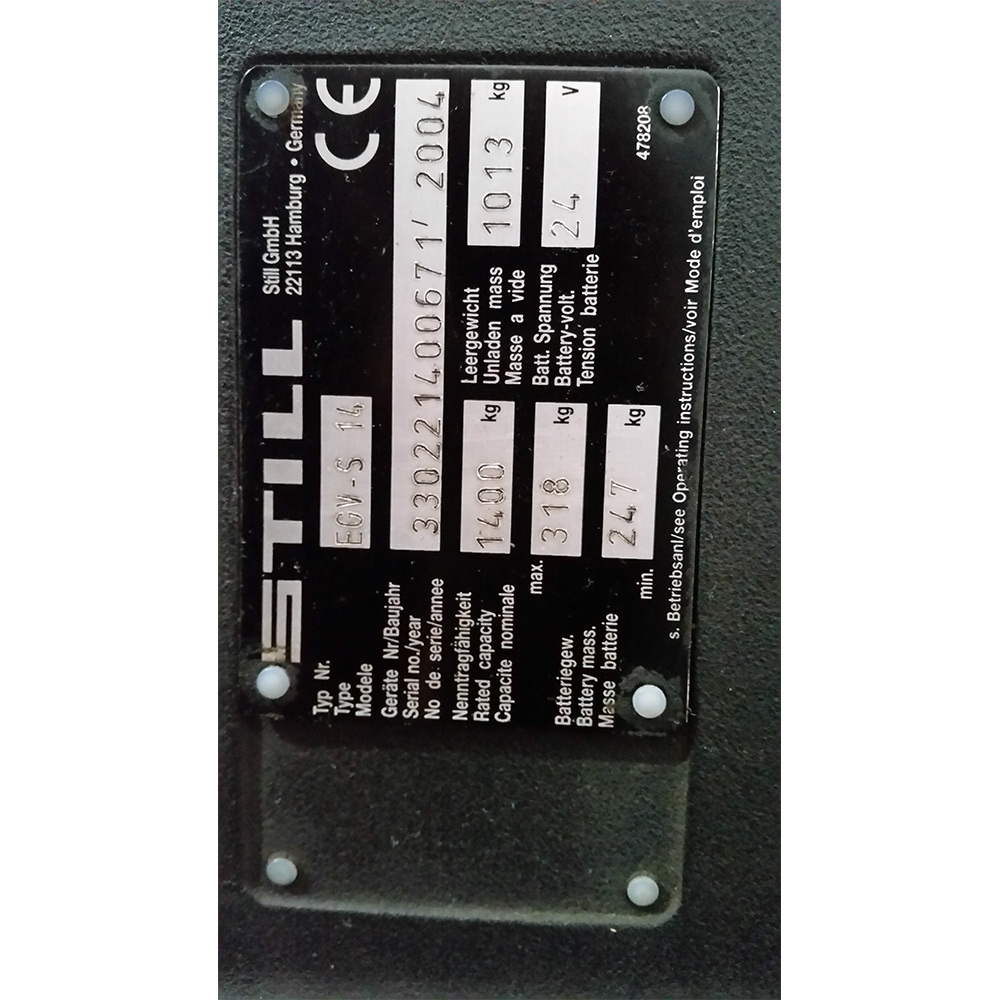 STILL
Still GmbH
22113 Hamburg • Germany
Typ Nr.
Type
Modele
EGV-S 14
CE
Geräte Nr/Baujahr
Serial no./year
No de. serie/annee
330221400671/ 2004
Nenntragfähigkeit
Rated capacity
Capacite nominale
1400 kg
Leergewicht
Unladen mass
Masse a vide
1013 kg
Batteriegew.
Battery mass.
Masse batterie
max. 318 kg
min. 247 kg
Batt. Spannung
Battery-volt.
Tension batterie
24 V
s. Betriebsanl/see Operating instructions/voir Mode d'emploi
478208